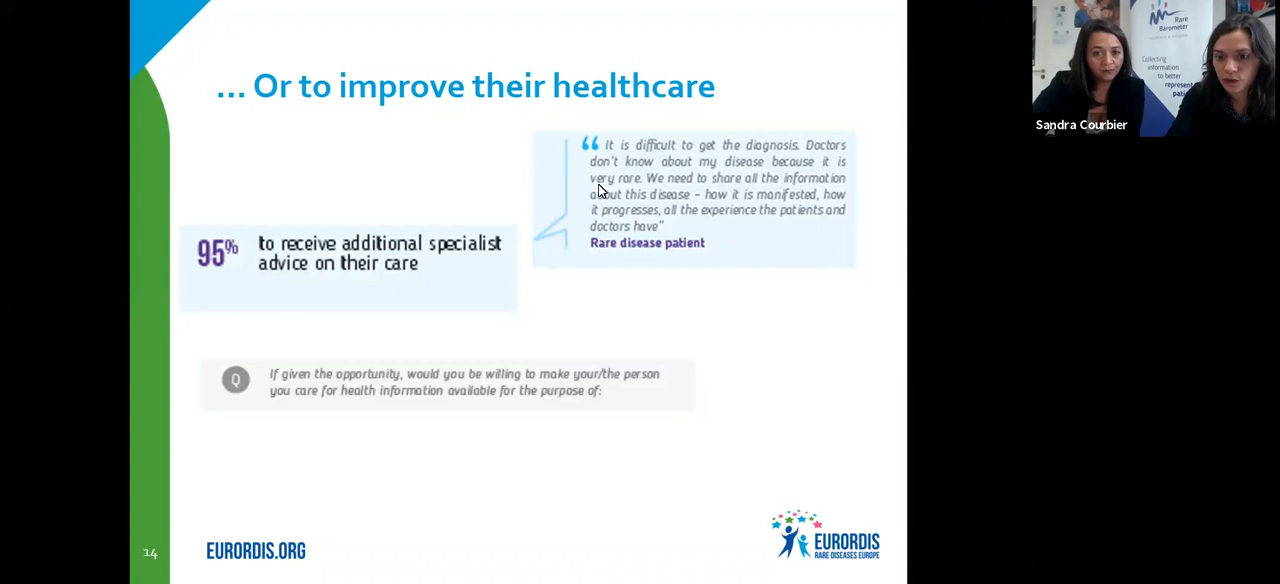 ... Or to improve their healthcare
“ It is difficult to get the diagnosis. Doctors
don't know about my disease because it is
very rare. We need to share all the information
about this disease - how it is manifested, how
it progresses, all the experience the patients and
doctors have”
Rare disease patient
95% to receive additional specialist
advice on their care
Q If given the opportunity, would you be willing to make your/the person
you care for health information available for the purpose of:
14
EURORDIS.ORG
EURORDIS
RARE DISEASES EUROPE
Rare
Barometer
Collecting
information
to better
represent
Sandra Courbier